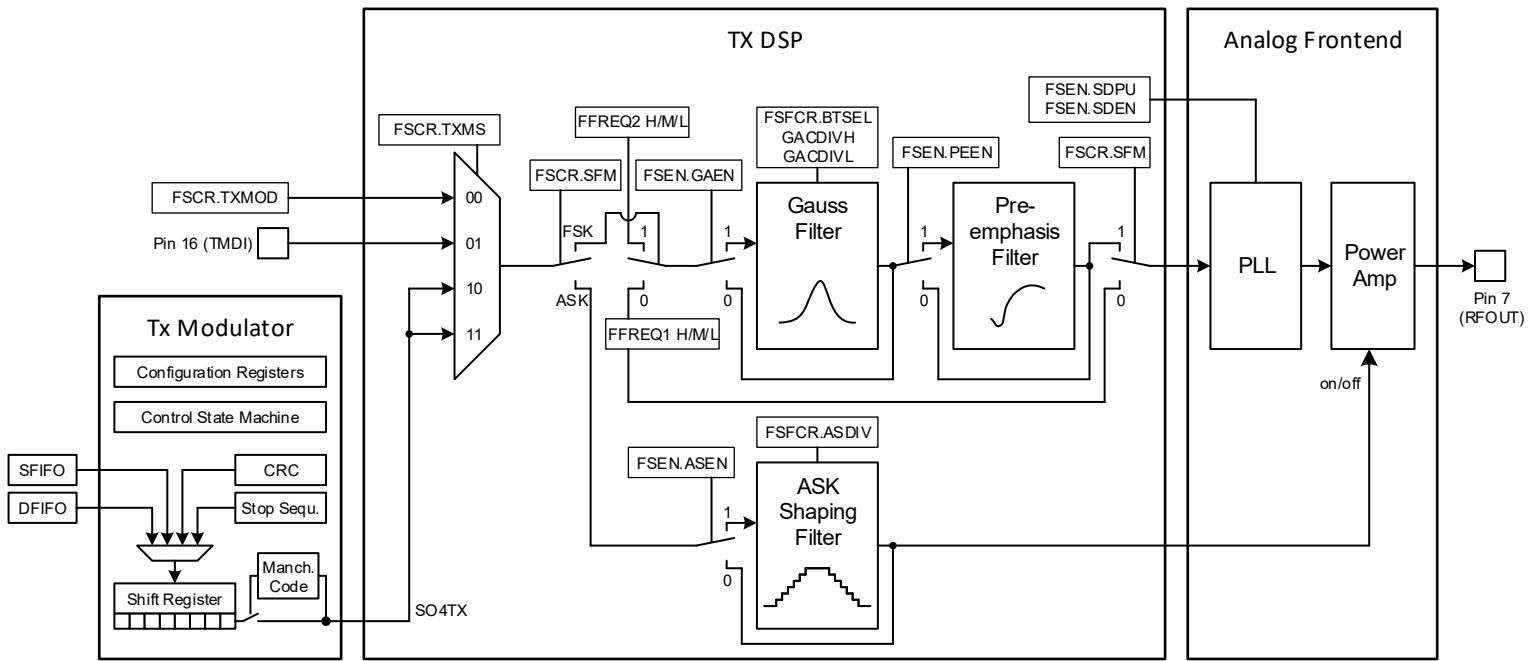 TX DSP
Analog Frontend
FSEN.SDPU
FSEN.SDEN
FSCR.TXMS
FFREQ2 H/M/L
FSFCR.BTSEL
GACDIVH
GACDIVL
FSCR.SFM
FSEN.GAEN
FSEN.PEEN
FSCR.SFM
FSCR.TXMOD
00
Pin 16 (TMDI)
01
10
11
FSK
ASK
1
0
FFREQ1 H/M/L
1
0
Gauss
Filter
1
0
Pre-
emphasis
Filter
1
0
PLL
Power
Amp
Pin 7
(RFOUT)
on/off
Tx Modulator
Configuration Registers
Control State Machine
SFIFO
CRC
DFIFO
Stop Sequ.
Shift Register
Manch.
Code
SO4TX
FSFCR.ASDIV
FSEN.ASEN
1
0
ASK
Shaping
Filter